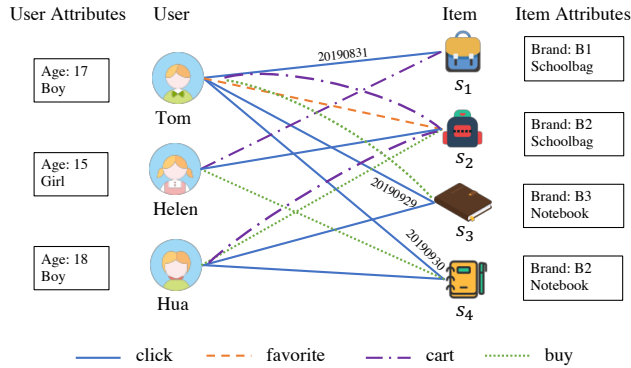 User Attributes
User
Item
Item Attributes
20190831
Age: 17
Boy
Tom
s₁
Brand: B1
Schoolbag
Age: 15
Girl
Helen
s₂
Brand: B2
Schoolbag
20190929
s₃
Brand: B3
Notebook
Age: 18
Boy
Hua
20190930
s₄
Brand: B2
Notebook
click
favorite
cart
buy